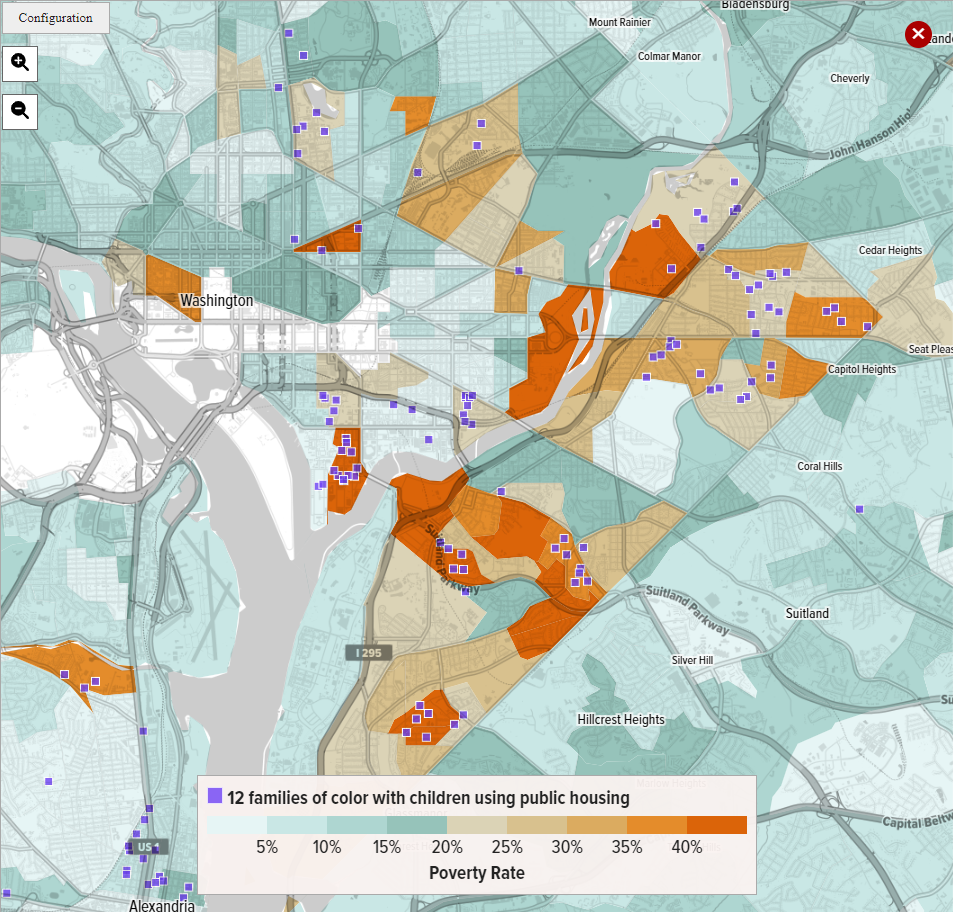 Configuration
Bladensburg
Mount Rainier
Colmar Manor
Cheverly
John Hanson
Cedar Heights
Washington
Seat Pleas
Capitol Heights
Coral Hills
Suitland Parkway
Suitland Parkway
Suitland
I 295
Silver Hill
Hillcrest Heights
12 families of color with children using public housing
5% 10% 15% 20% 25% 30% 35% 40%
Poverty Rate
US 1
Capital Beltw
Alexandria